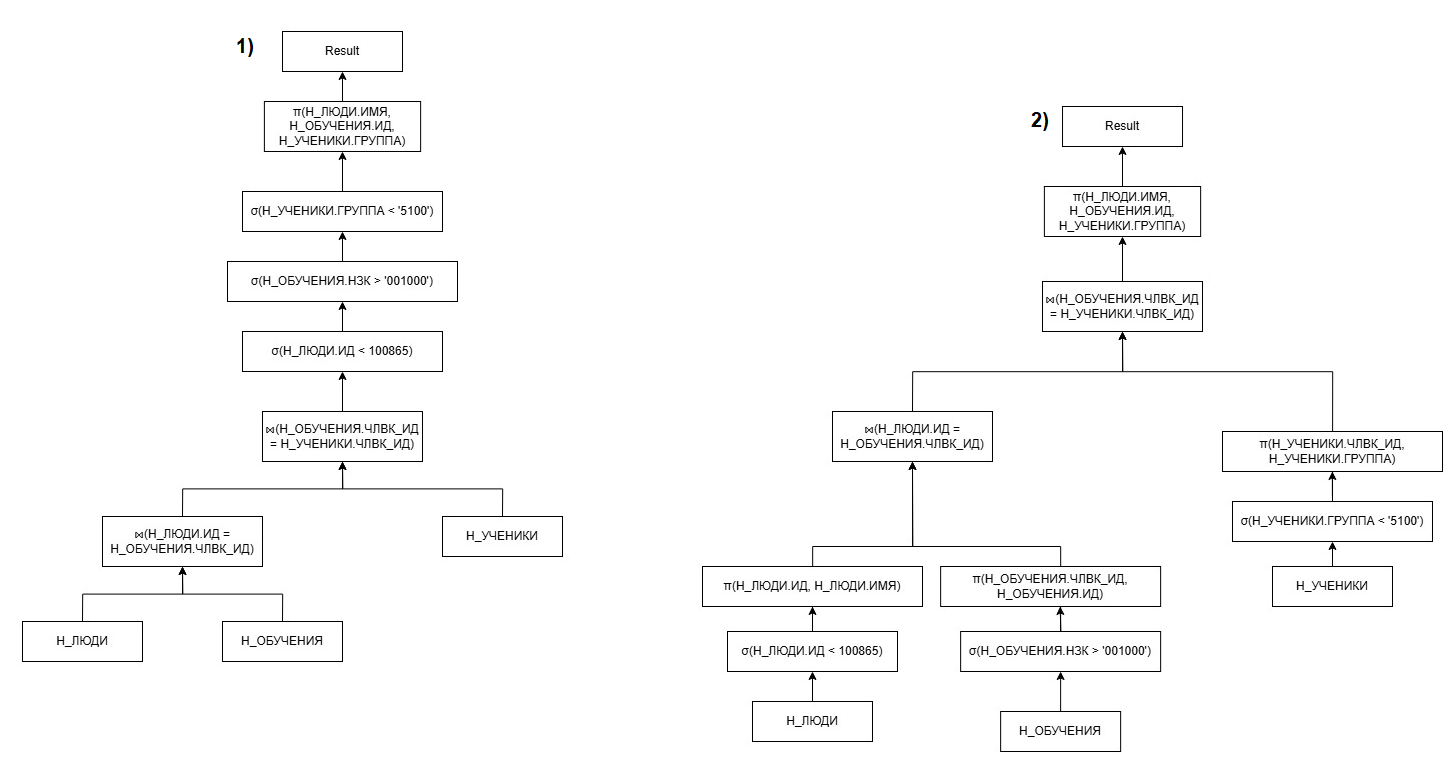 1)
Result
π(Н_ЛЮДИ.ИМЯ,
Н_ОБУЧЕНИЯ.ИД,
Н_УЧЕНИКИ.ГРУППА)
σ(Н_УЧЕНИКИ.ГРУППА < '5100')
σ(Н_ОБУЧЕНИЯ.НЗК > '001000')
σ(Н_ЛЮДИ.ИД < 100865)
⋈(Н_ОБУЧЕНИЯ.ЧЛВК_ИД
= Н_УЧЕНИКИ.ЧЛВК_ИД)
⋈(Н_ЛЮДИ.ИД =
Н_ОБУЧЕНИЯ.ЧЛВК_ИД)
Н_УЧЕНИКИ
Н_ЛЮДИ
Н_ОБУЧЕНИЯ
2)
Result
π(Н_ЛЮДИ.ИМЯ,
Н_ОБУЧЕНИЯ.ИД,
Н_УЧЕНИКИ.ГРУППА)
⋈(Н_ОБУЧЕНИЯ.ЧЛВК_ИД
= Н_УЧЕНИКИ.ЧЛВК_ИД)
⋈(Н_ЛЮДИ.ИД =
Н_ОБУЧЕНИЯ.ЧЛВК_ИД)
π(Н_УЧЕНИКИ.ЧЛВК_ИД,
Н_УЧЕНИКИ.ГРУППА)
σ(Н_УЧЕНИКИ.ГРУППА < '5100')
Н_УЧЕНИКИ
π(Н_ЛЮДИ.ИД, Н_ЛЮДИ.ИМЯ)
π(Н_ОБУЧЕНИЯ.ЧЛВК_ИД,
Н_ОБУЧЕНИЯ.ИД)
σ(Н_ЛЮДИ.ИД < 100865)
σ(Н_ОБУЧЕНИЯ.НЗК > '001000')
Н_ЛЮДИ
Н_ОБУЧЕНИЯ